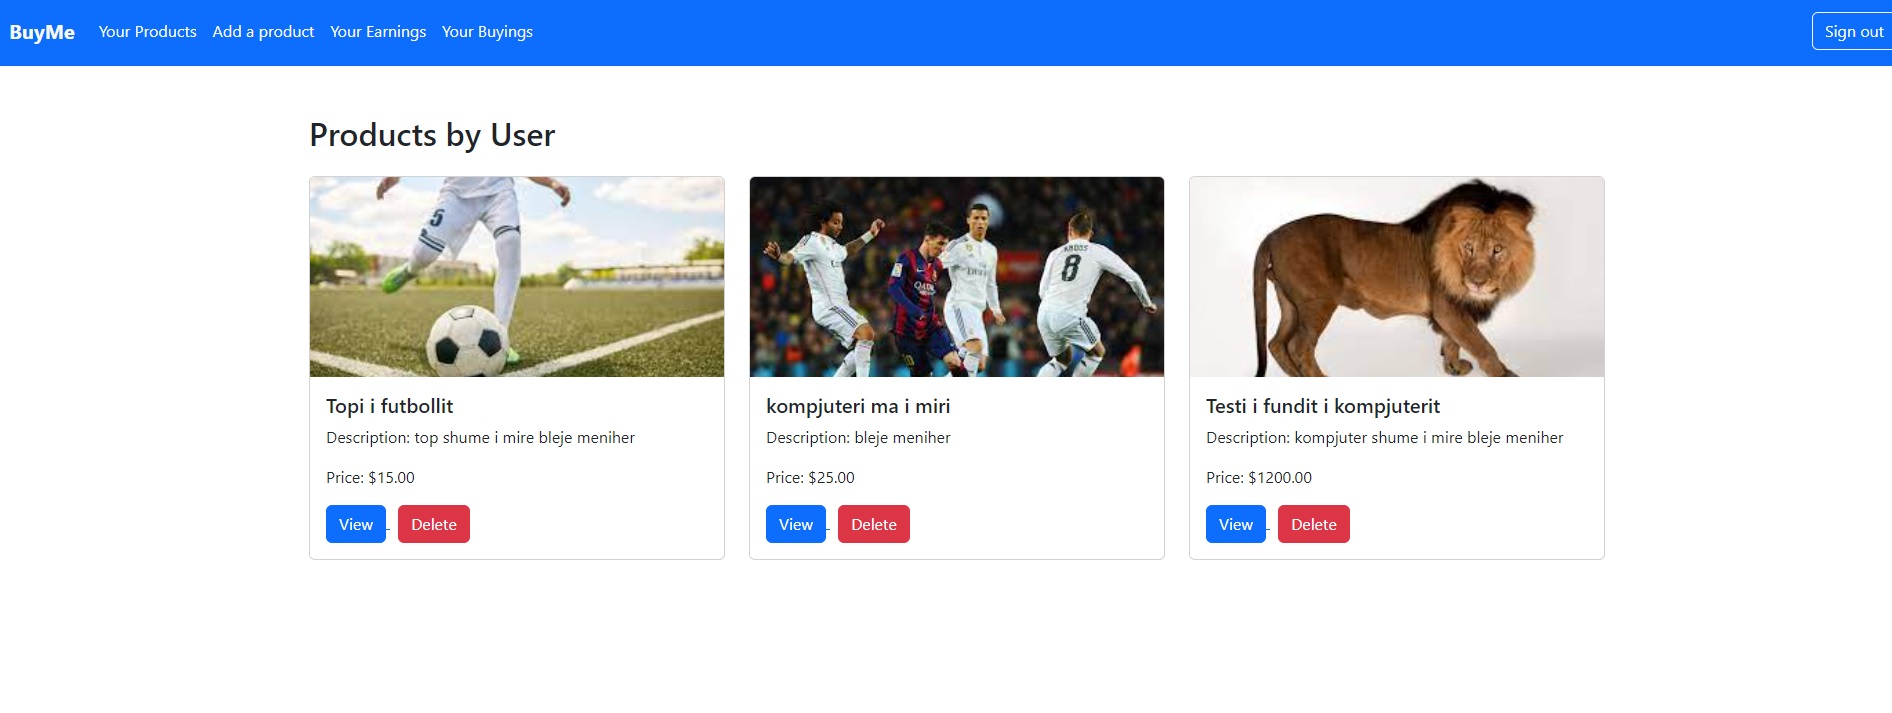 BuyMe Your Products Add a product Your Earnings Your Buyings Sign out
Products by User
5
8
Topi i futbollit
Description: top shume i mire bleje meniher
Price: $15.00
View Delete
kompjuteri ma i miri
Description: bleje meniher
Price: $25.00
View Delete
Testi i fundit i kompjuterit
Description: kompjuter shume i mire bleje meniher
Price: $1200.00
View Delete